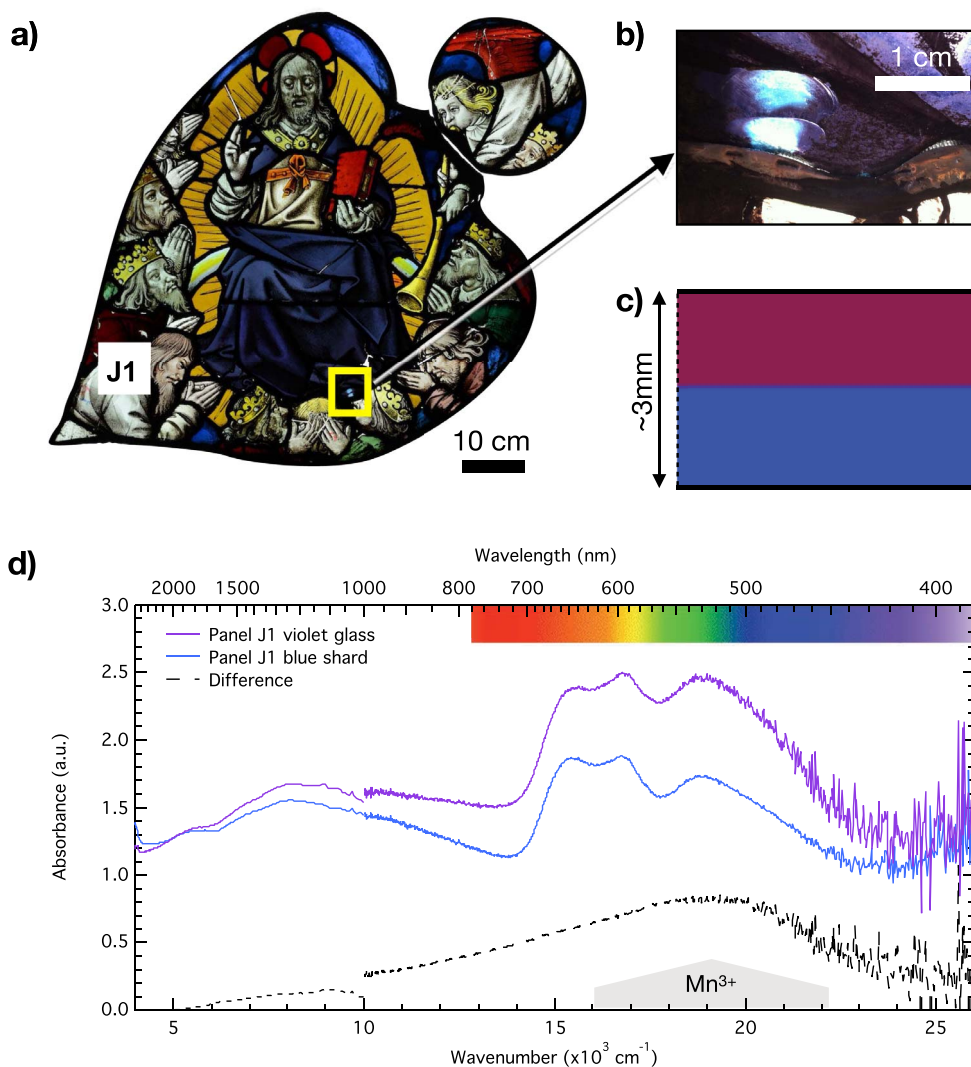 a)
b)
1 cm
J1
10 cm
c)
~3mm
d)
Wavelength (nm)
2000 1500 1000 800 700 600 500 400
3.0
2.5
2.0
1.5
1.0
0.5
0.0
Absorbance (a.u.)
Panel J1 violet glass
Panel J1 blue shard
Difference
Mn³⁺
5 10 15 20 25
Wavenumber (x10³ cm⁻¹)